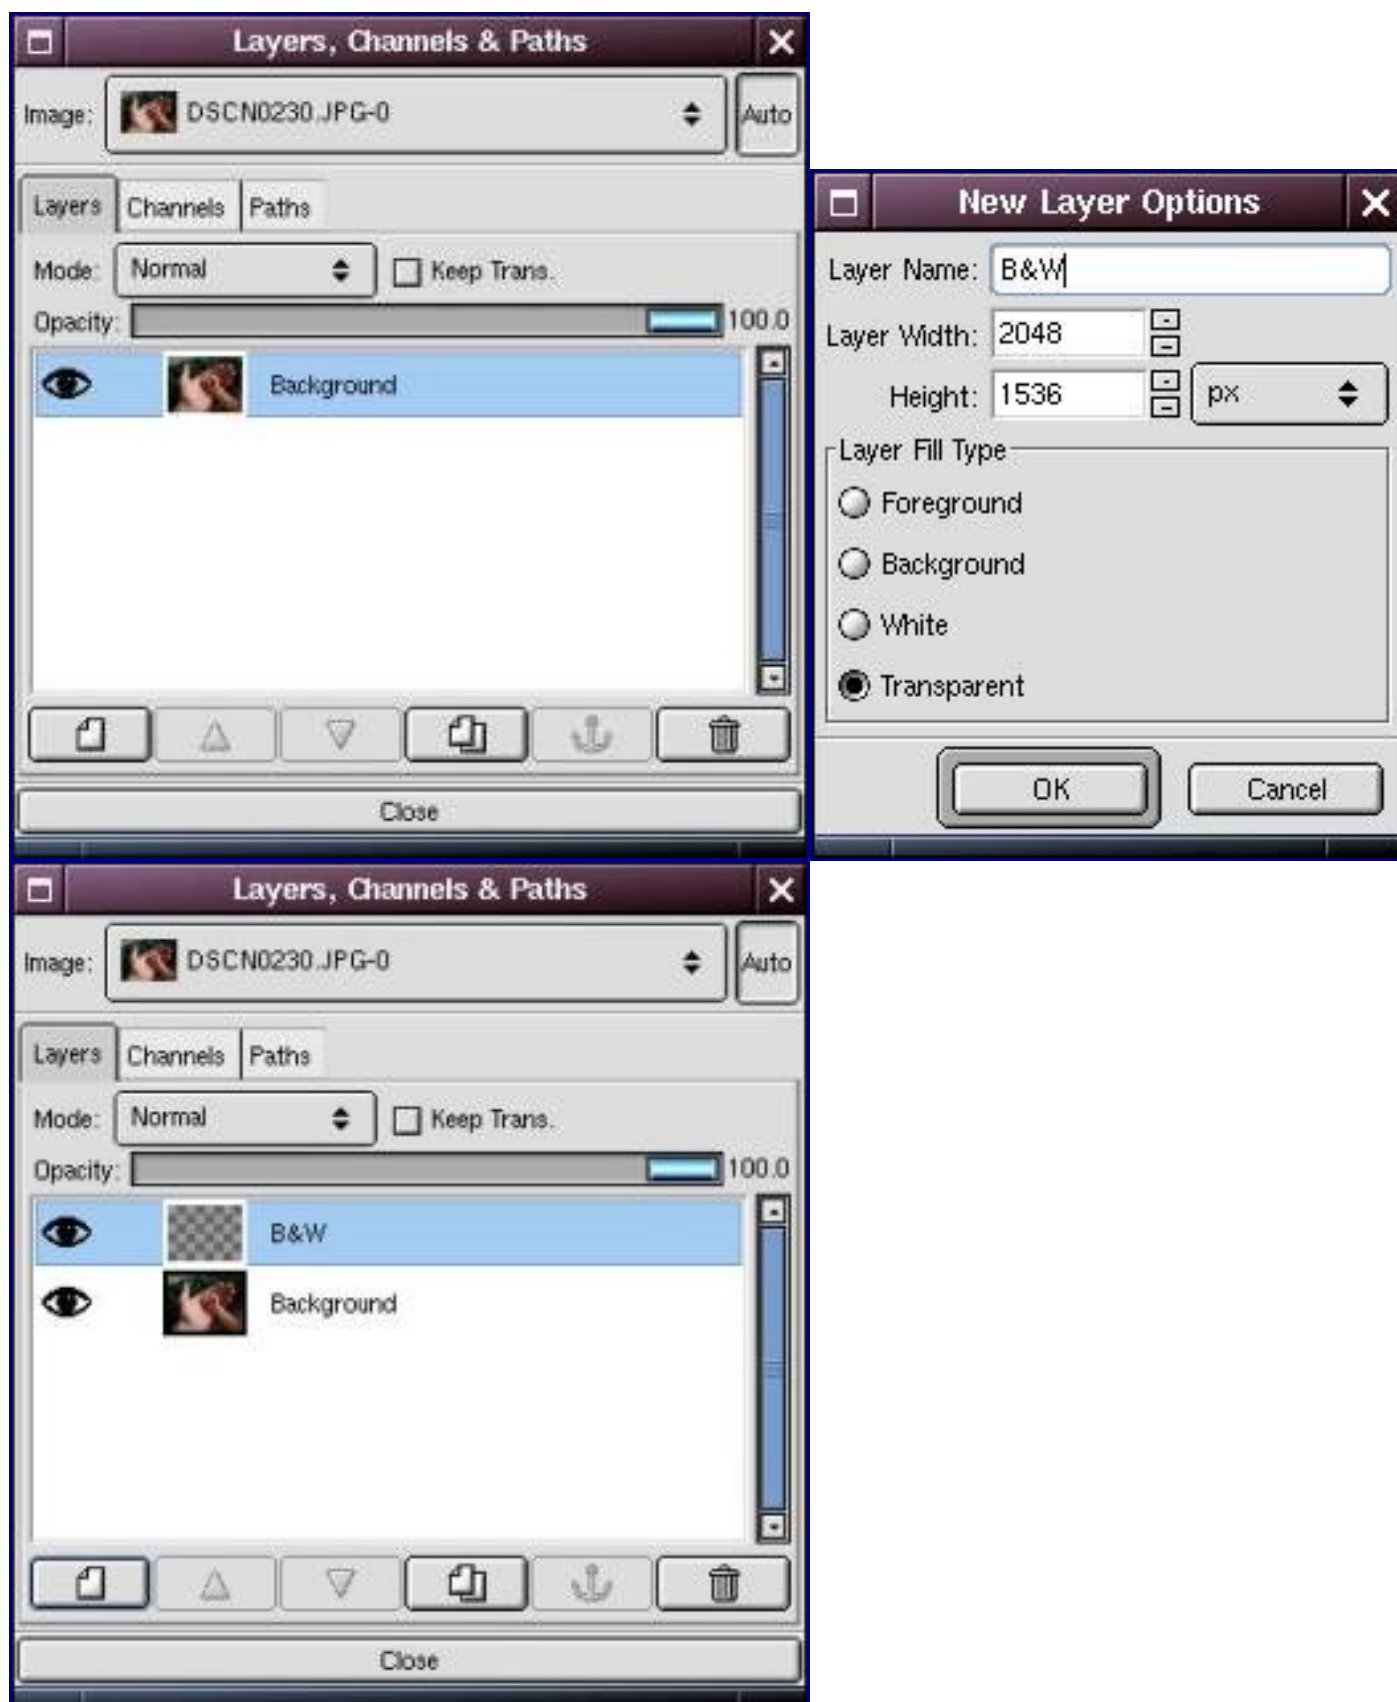 Layers, Channels & Paths
Image: DSCN0230.JPG-0 Auto
Layers Channels Paths
Mode: Normal Keep Trans.
Opacity: 100.0
Background
Close
New Layer Options
Layer Name: B&W
Layer Width: 2048
Height: 1536 px
Layer Fill Type
Foreground
Background
White
Transparent
OK Cancel
Layers, Channels & Paths
Image: DSCN0230.JPG-0 Auto
Layers Channels Paths
Mode: Normal Keep Trans.
Opacity: 100.0
B&W
Background
Close